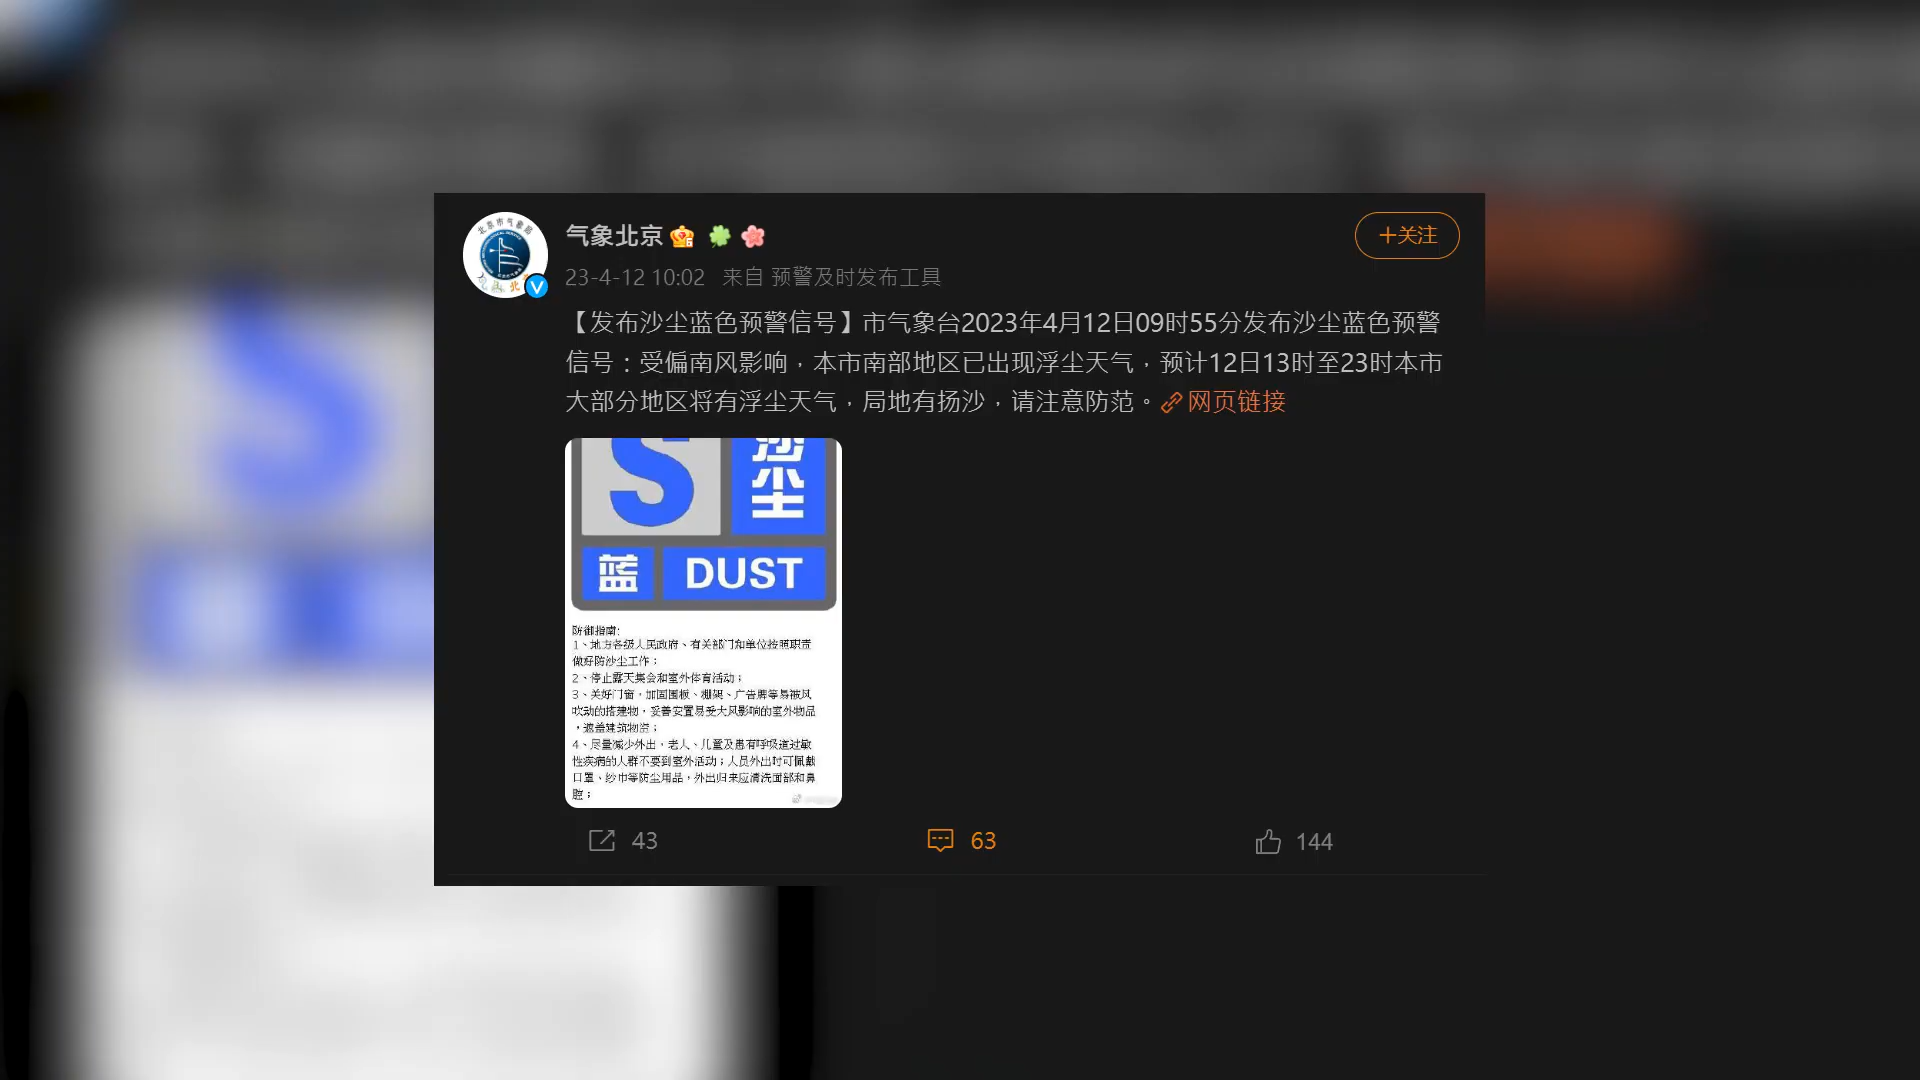 气象北京
+关注
23-4-12 10:02 来自 预警及时发布工具
【发布沙尘蓝色预警信号】市气象台2023年4月12日09时55分发布沙尘蓝色预警
信号：受偏南风影响，本市南部地区已出现浮尘天气，预计12日13时至23时本市
大部分地区将有浮尘天气，局地有扬沙，请注意防范。网页链接
S
沙尘
蓝
DUST
防御指南:
1、地方各级人民政府、有关部门和单位按照职责
做好防沙尘工作；
2、停止露天集会和室外体育活动；
3、关好门窗，加固围板、棚架、广告牌等易被风
吹动的搭建物，妥善安置易受大风影响的室外物品
，遮盖建筑物资；
4、尽量减少外出，老人、儿童及患有呼吸道过敏
性疾病的人群不要到室外活动；人员外出时可佩戴
口罩、纱巾等防尘用品，外出归来应清洗面部和鼻
腔；
43
63
144